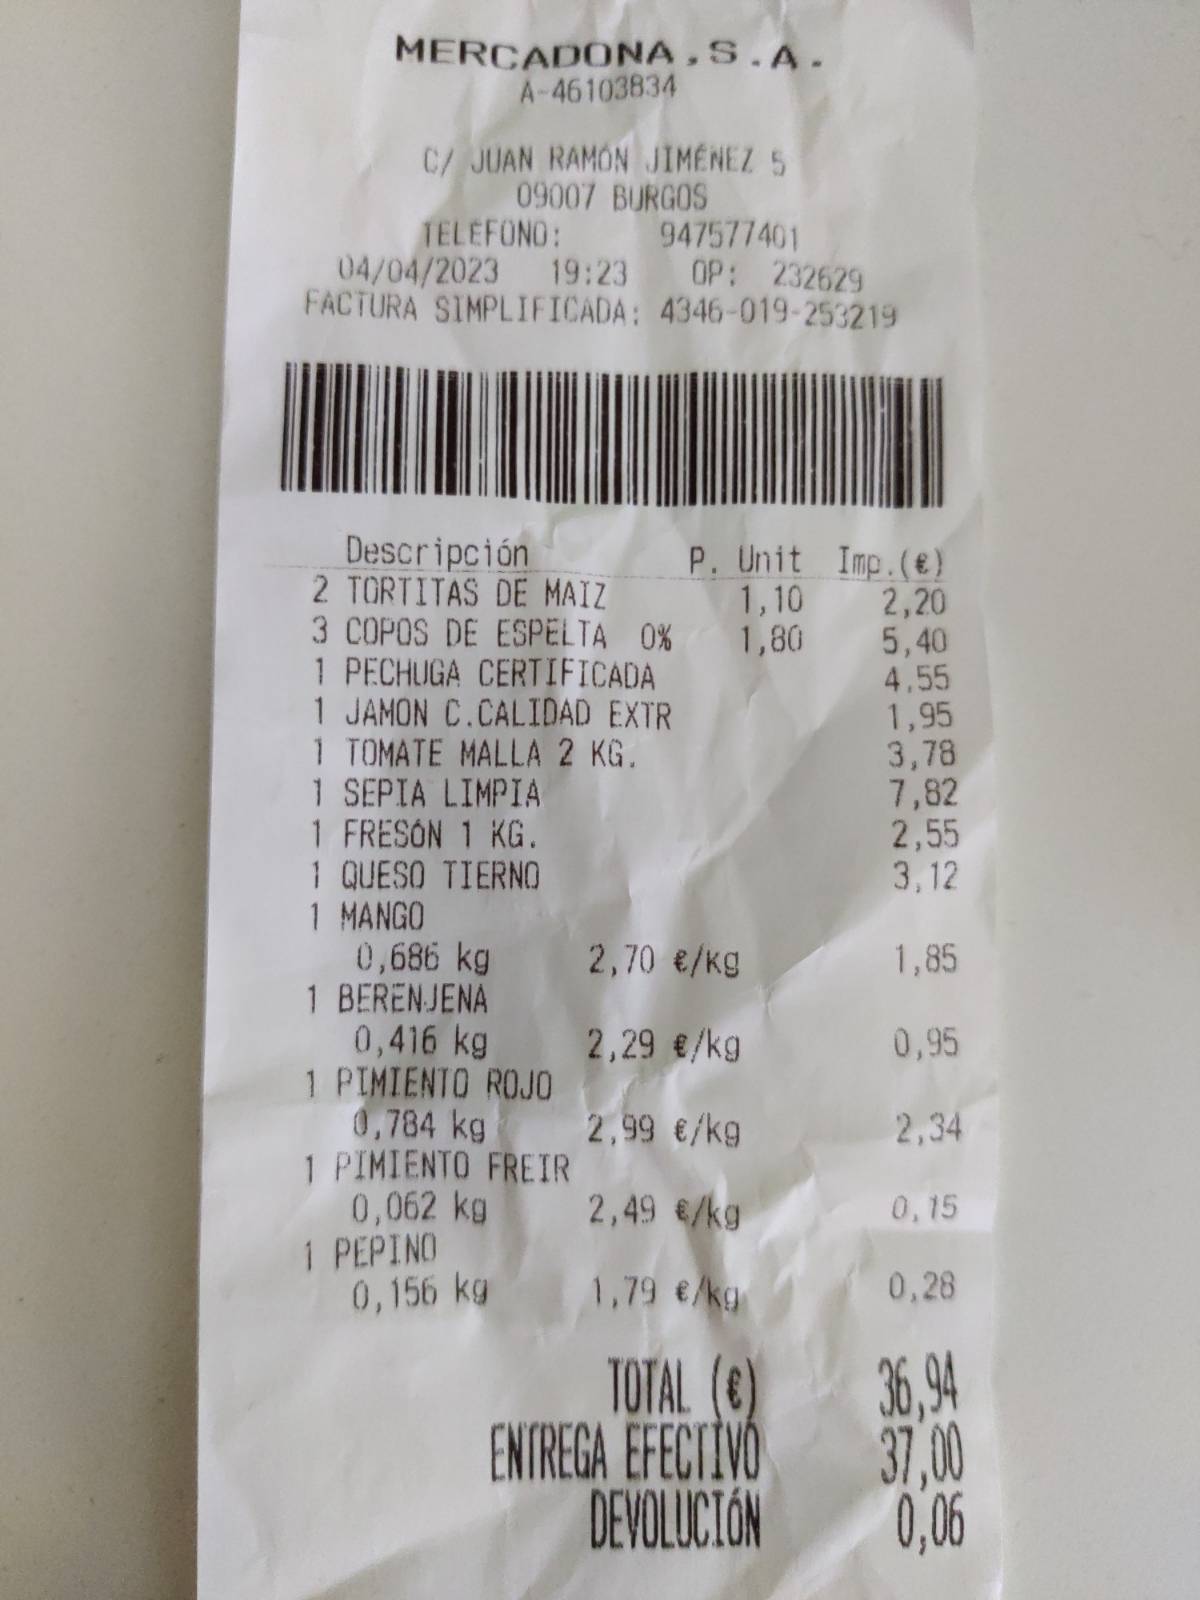 MERCADONA,S.A.
A-46103834
C/ JUAN RAMÓN JIMÉNEZ 5
09007 BURGOS
TELÉFONO: 947577401
04/04/2023 19:23 OP: 232629
FACTURA SIMPLIFICADA: 4346-019-253219
Descripción P. Unit Imp.(€)
2 TORTITAS DE MAIZ 1,10 2,20
3 COPOS DE ESPELTA 0% 1,80 5,40
1 PECHUGA CERTIFICADA 4,55
1 JAMON C.CALIDAD EXTR 1,95
1 TOMATE MALLA 2 KG. 3,78
1 SEPIA LIMPIA 7,82
1 FRESÓN 1 KG. 2,55
1 QUESO TIERNO 3,12
1 MANGO
0,686 kg 2,70 €/kg 1,85
1 BERENJENA
0,416 kg 2,29 €/kg 0,95
1 PIMIENTO ROJO
0,784 kg 2,99 €/kg 2,34
1 PIMIENTO FREIR
0,062 kg 2,49 €/kg 0,15
1 PEPINO
0,156 kg 1,79 €/kg 0,28
TOTAL (€) 36,94
ENTREGA EFECTIVO 37,00
DEVOLUCIÓN 0,06